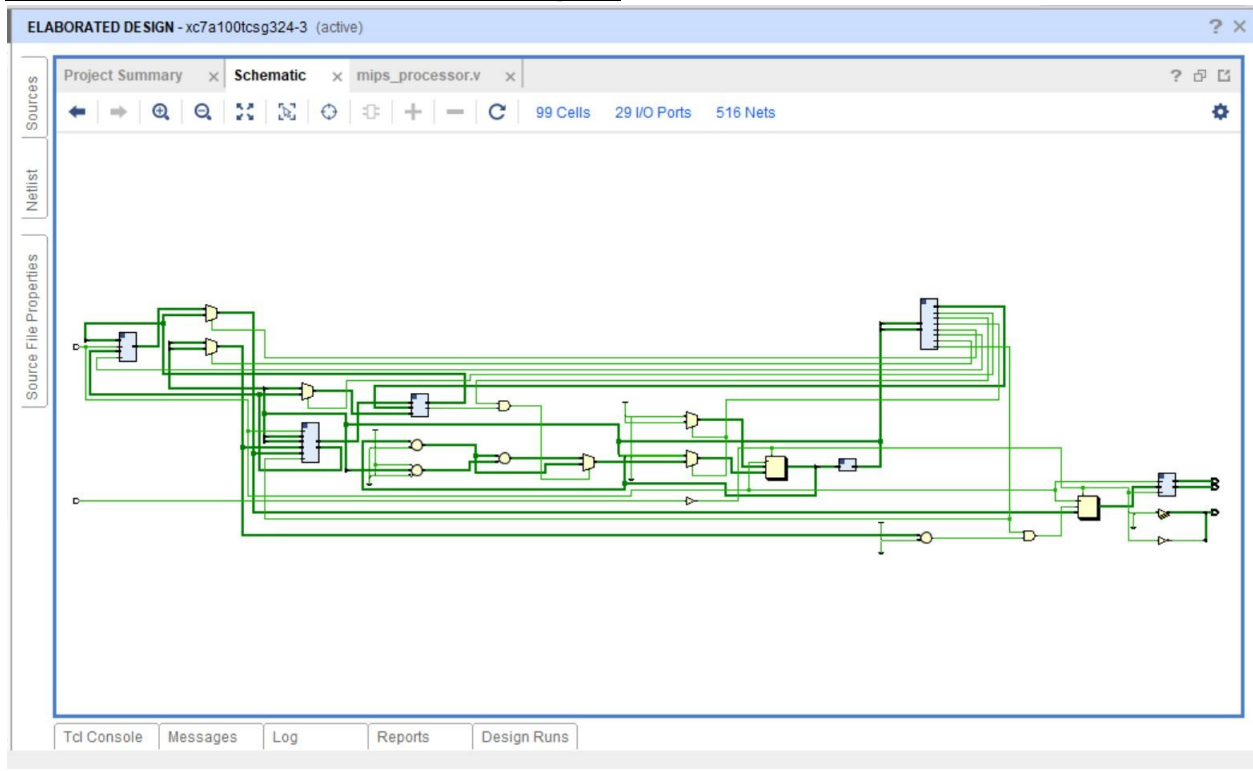 ELABORATED DESIGN - xc7a100tcsg324-3 (active)
Project Summary Schematic mips_processor.v
99 Cells 29 I/O Ports 516 Nets
Sources
Netlist
Source File Properties
Tcl Console Messages Log Reports Design Runs